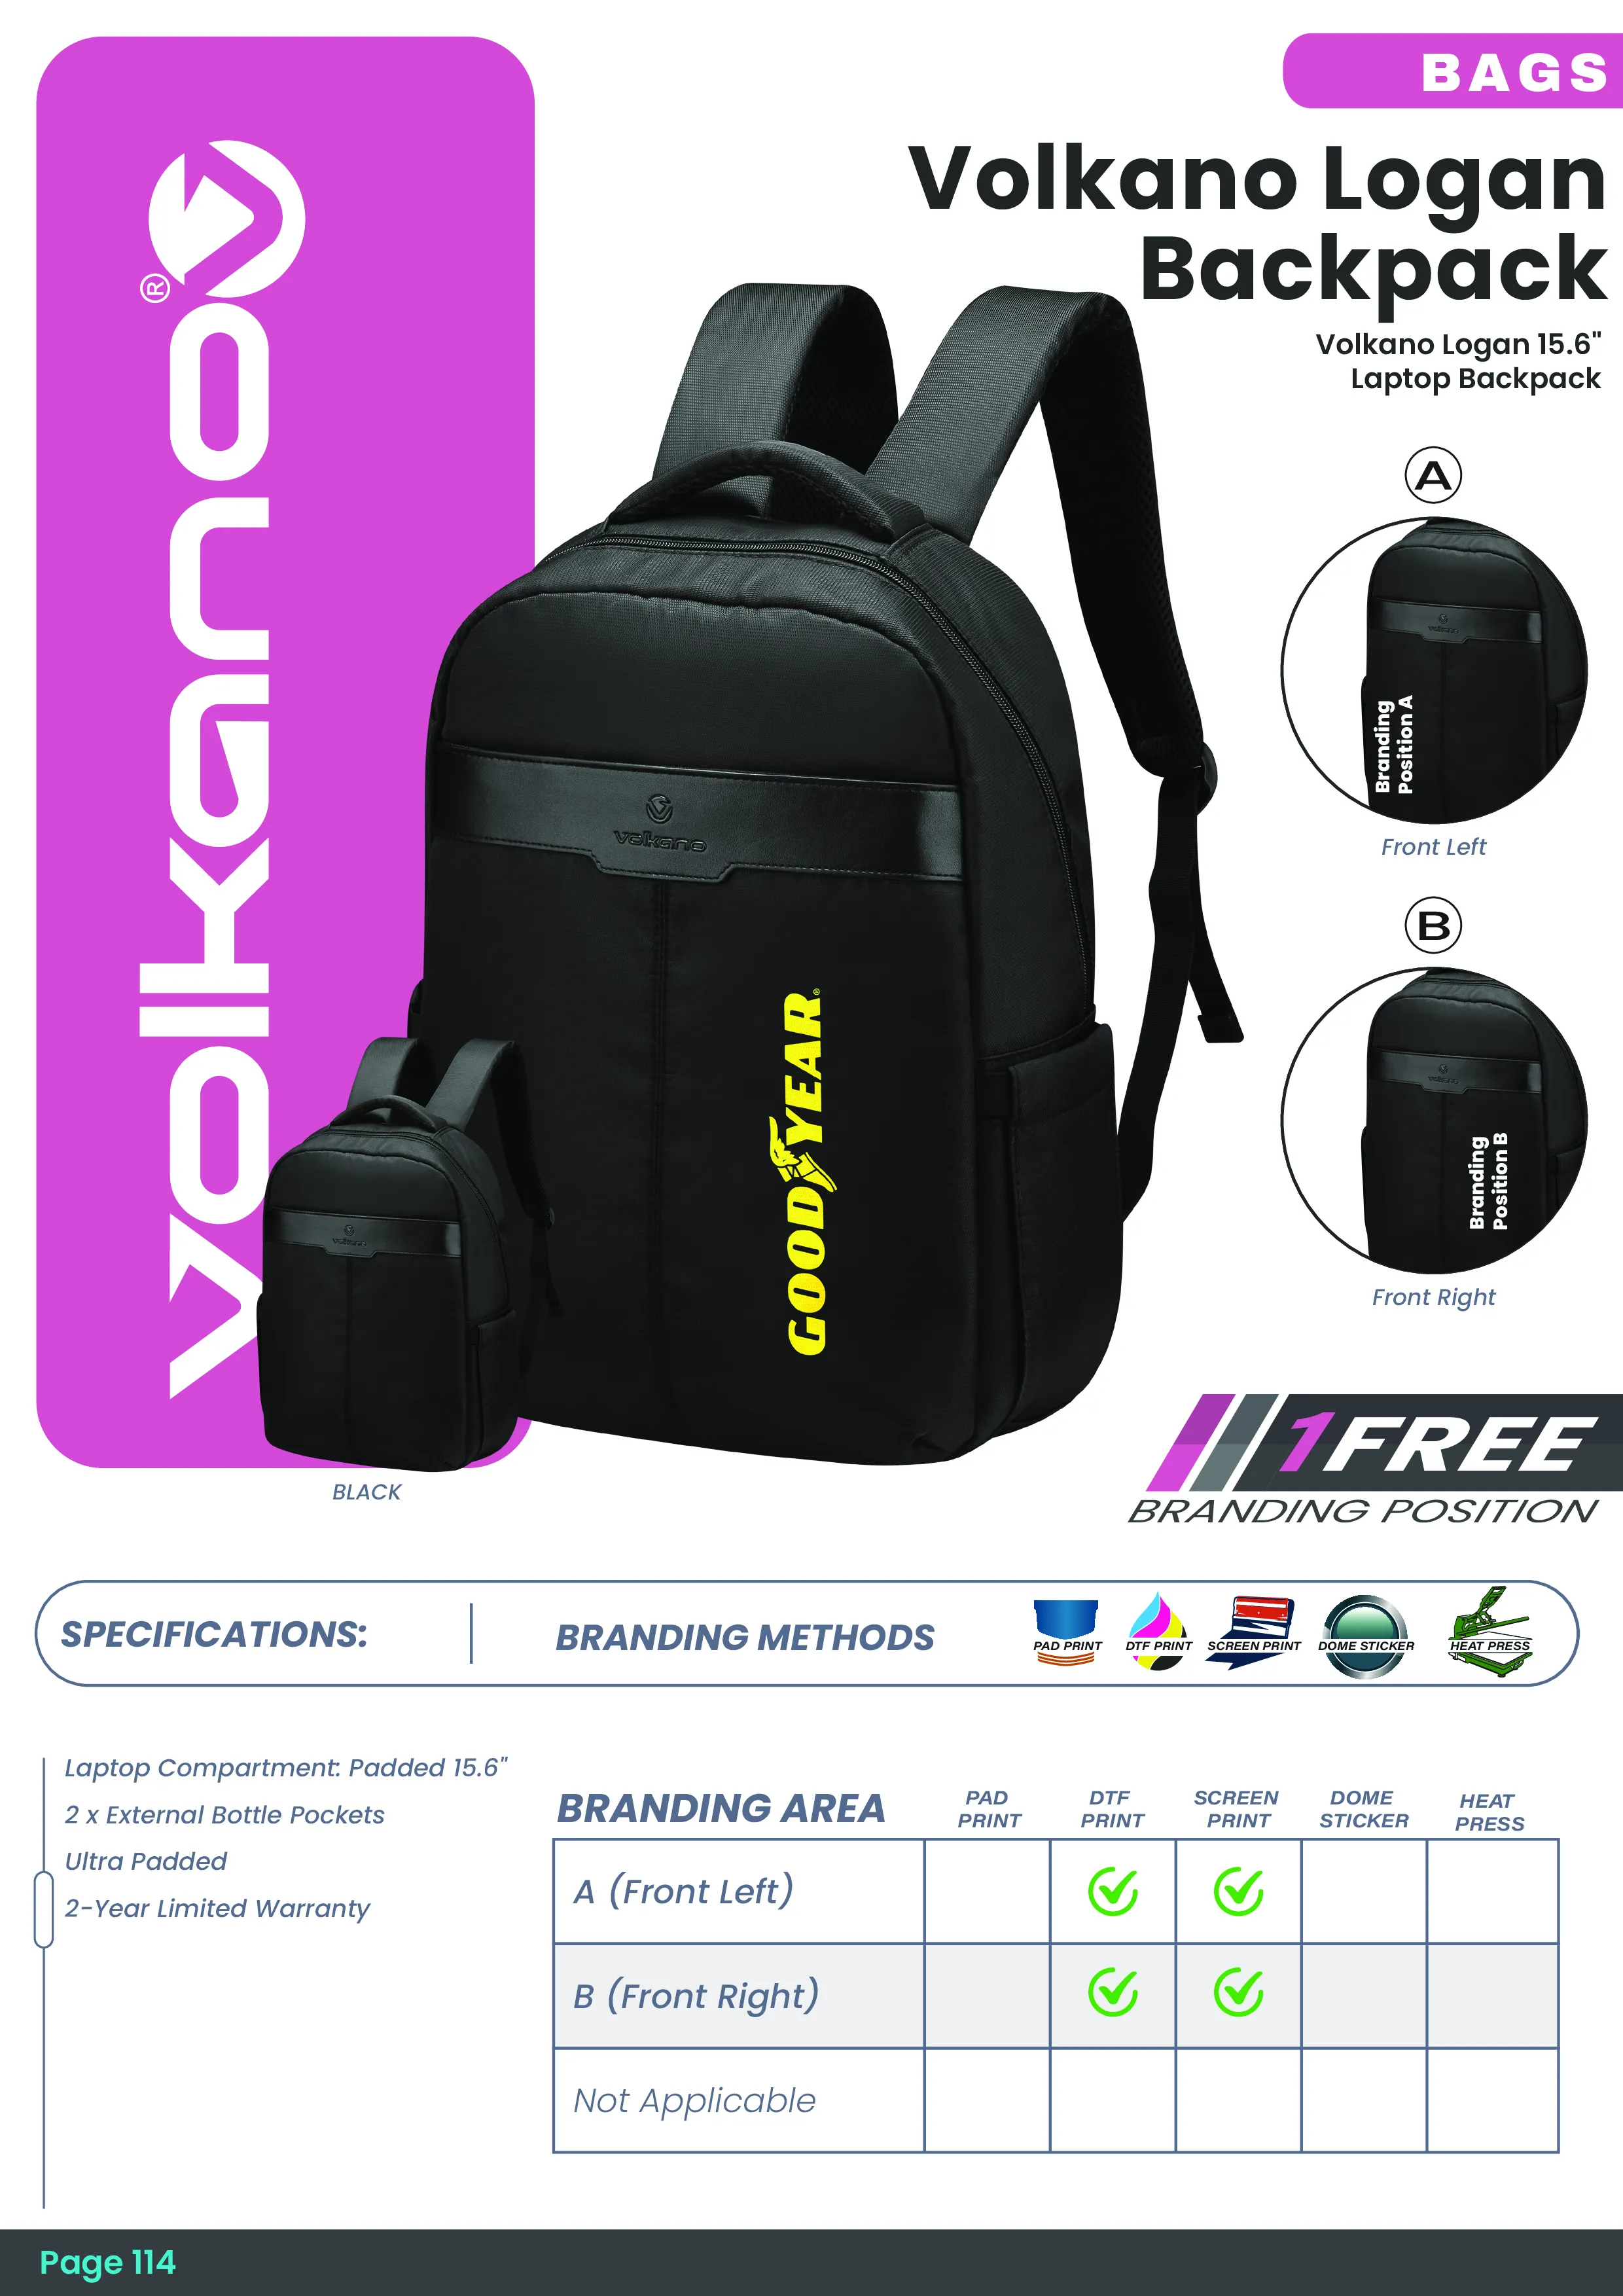 BAGS
Volkano Logan
Backpack
Volkano Logan 15.6"
Laptop Backpack
volkano®
volkano
GOODYEAR®
volkano
BLACK
A
volkano
Branding
Position A
Front Left
B
volkano
Branding
Position B
Front Right
1FREE
BRANDING POSITION
SPECIFICATIONS:
BRANDING METHODS
PAD PRINT
DTF PRINT
SCREEN PRINT
DOME STICKER
HEAT PRESS
Laptop Compartment: Padded 15.6"
2 x External Bottle Pockets
Ultra Padded
2-Year Limited Warranty
BRANDING AREA
PAD
PRINT
DTF
PRINT
SCREEN
PRINT
DOME
STICKER
HEAT
PRESS
A (Front Left)
B (Front Right)
Not Applicable
Page 114